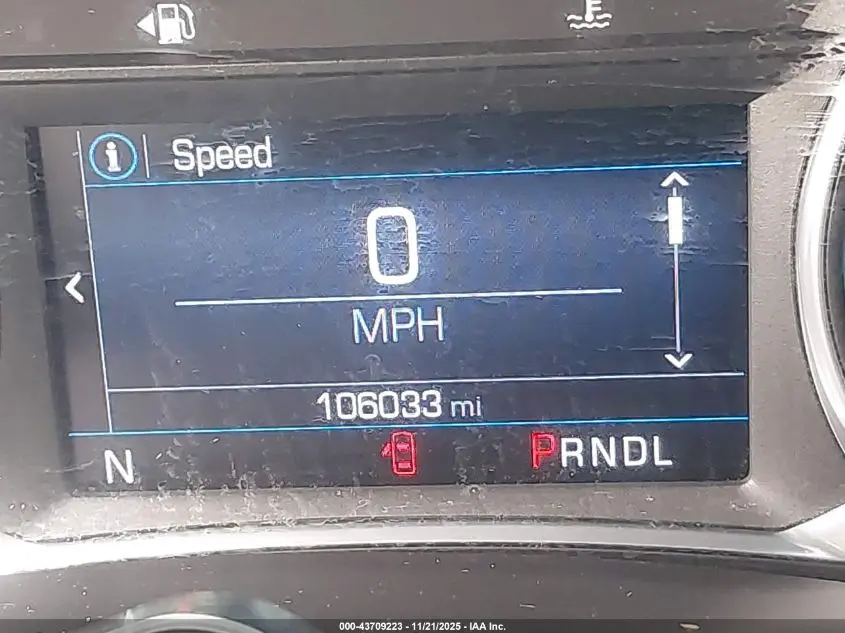 Speed
0
MPH
106033 mi
N PRNDL
000-43709223 - 11/21/2025 - IAA Inc.